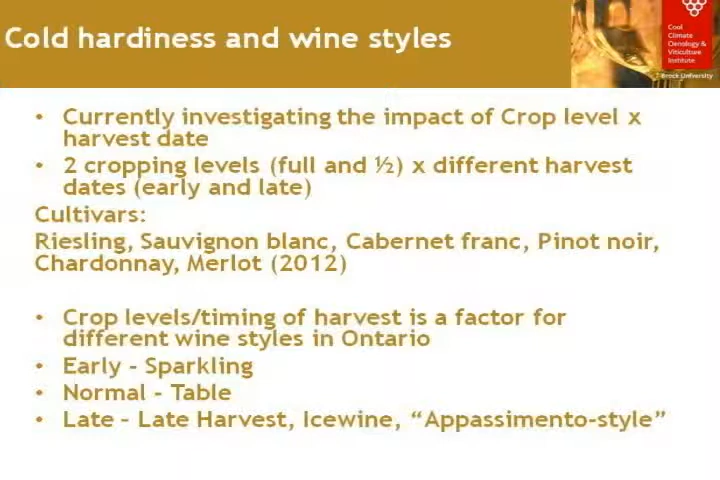 Cold hardiness and wine styles
Cool
Climate
Oenology &
Viticulture
Institute
Brock University
• Currently investigating the impact of Crop level x
harvest date
• 2 cropping levels (full and ½) x different harvest
dates (early and late)
Cultivars:
Riesling, Sauvignon blanc, Cabernet franc, Pinot noir,
Chardonnay, Merlot (2012)
• Crop levels/timing of harvest is a factor for
different wine styles in Ontario
• Early - Sparkling
• Normal - Table
• Late – Late Harvest, Icewine, “Appassimento-style”